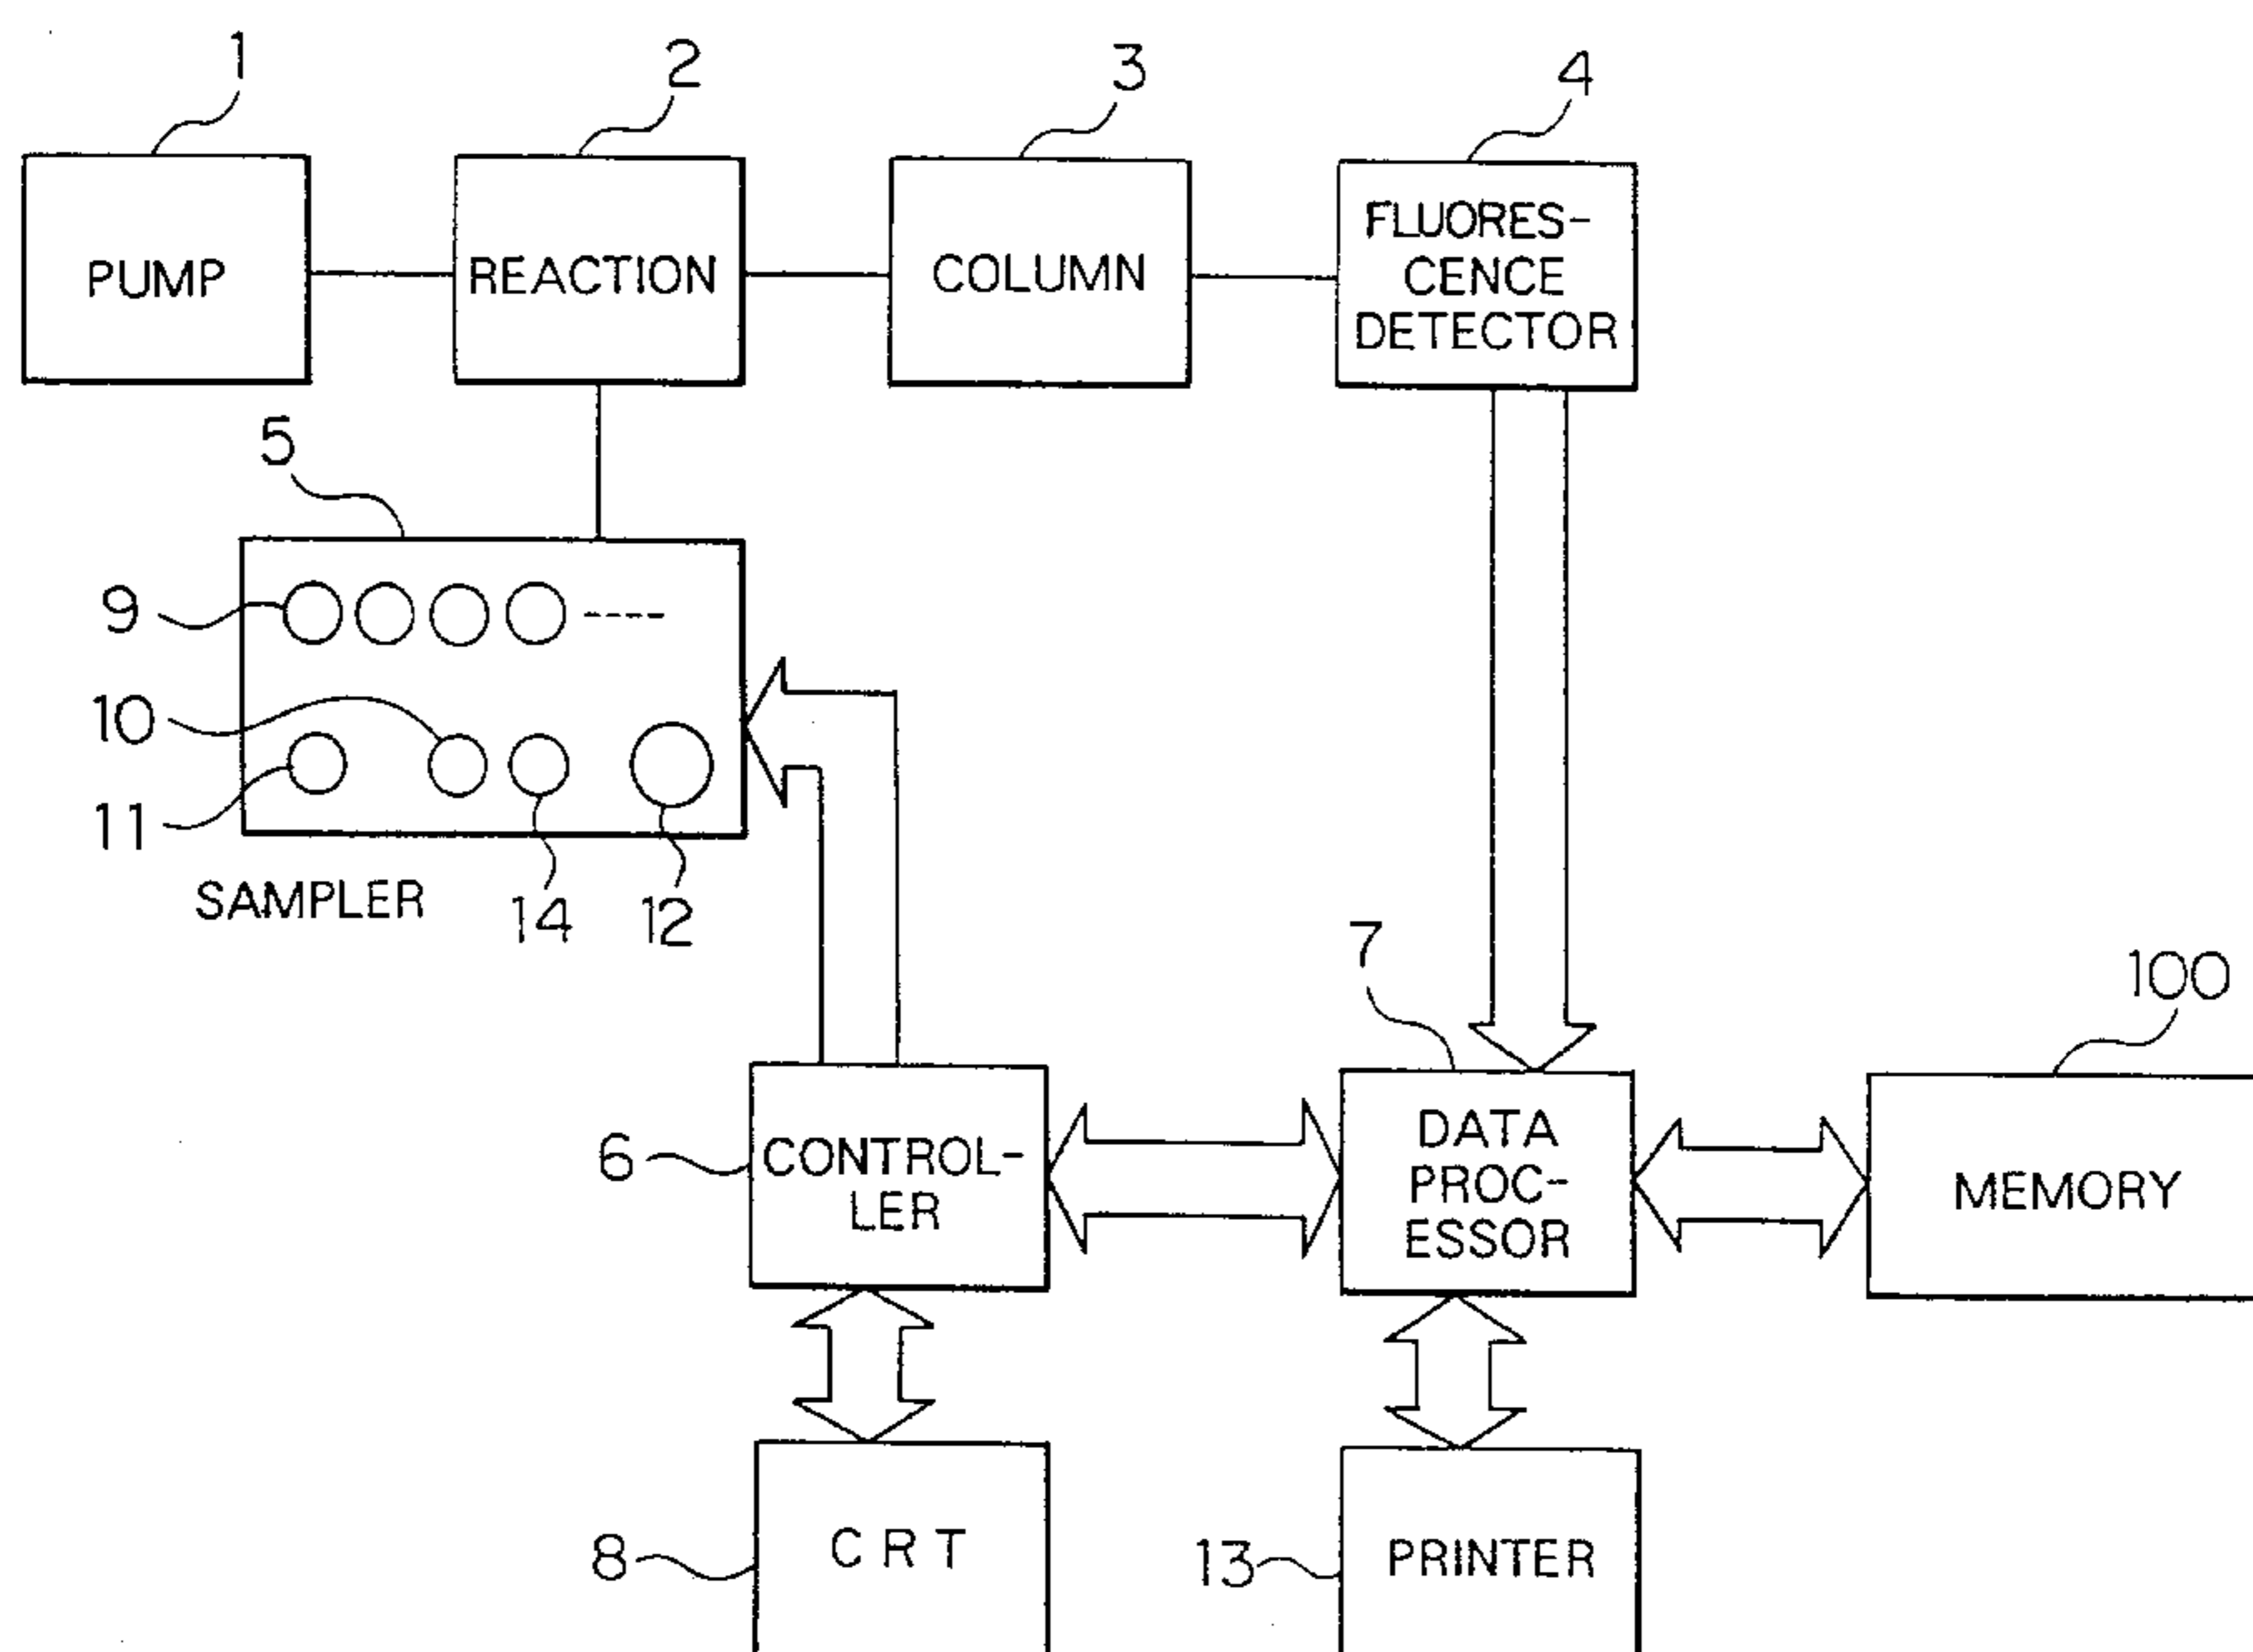 1
2
3
4
PUMP
REACTION
COLUMN
FLUORES-
CENCE
DETECTOR
5
9
10
11
SAMPLER
14
12
7
100
6
CONTROL-
LER
DATA
PROC-
ESSOR
MEMORY
8
C R T
13
PRINTER